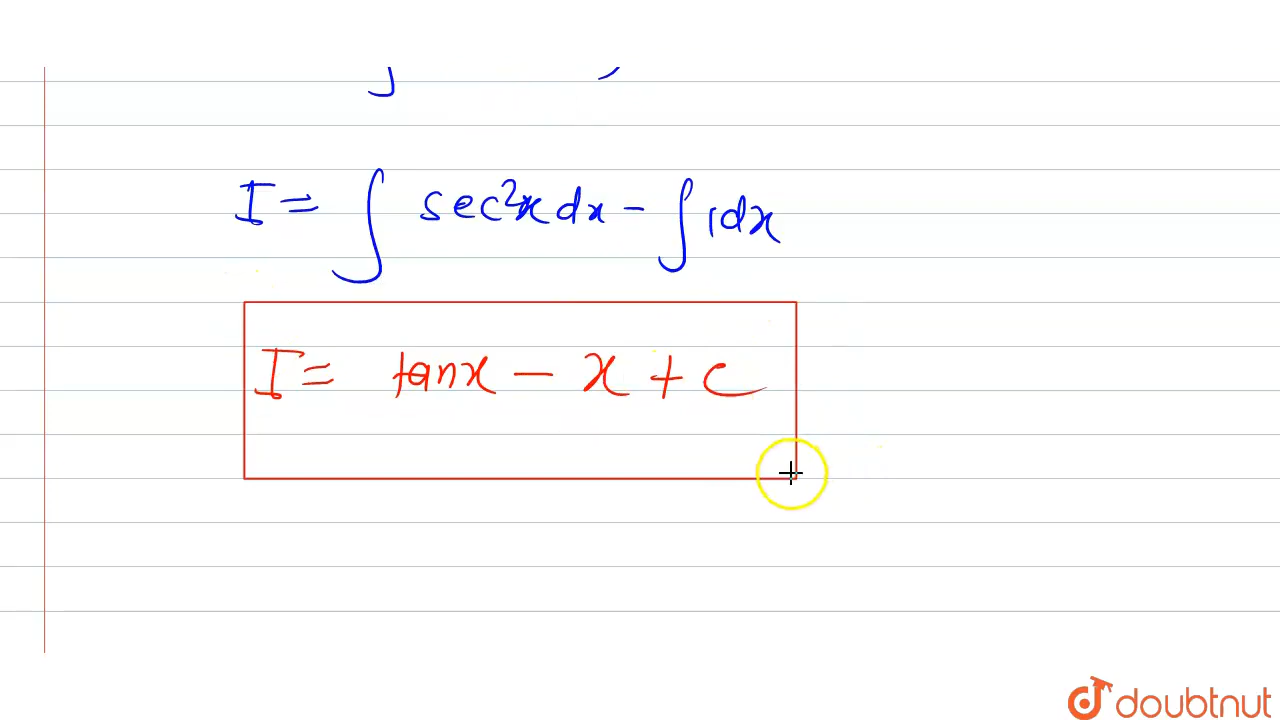 I = ∫ sec²x dx - ∫ 1dx
I = tanx - x + c
doubtnut